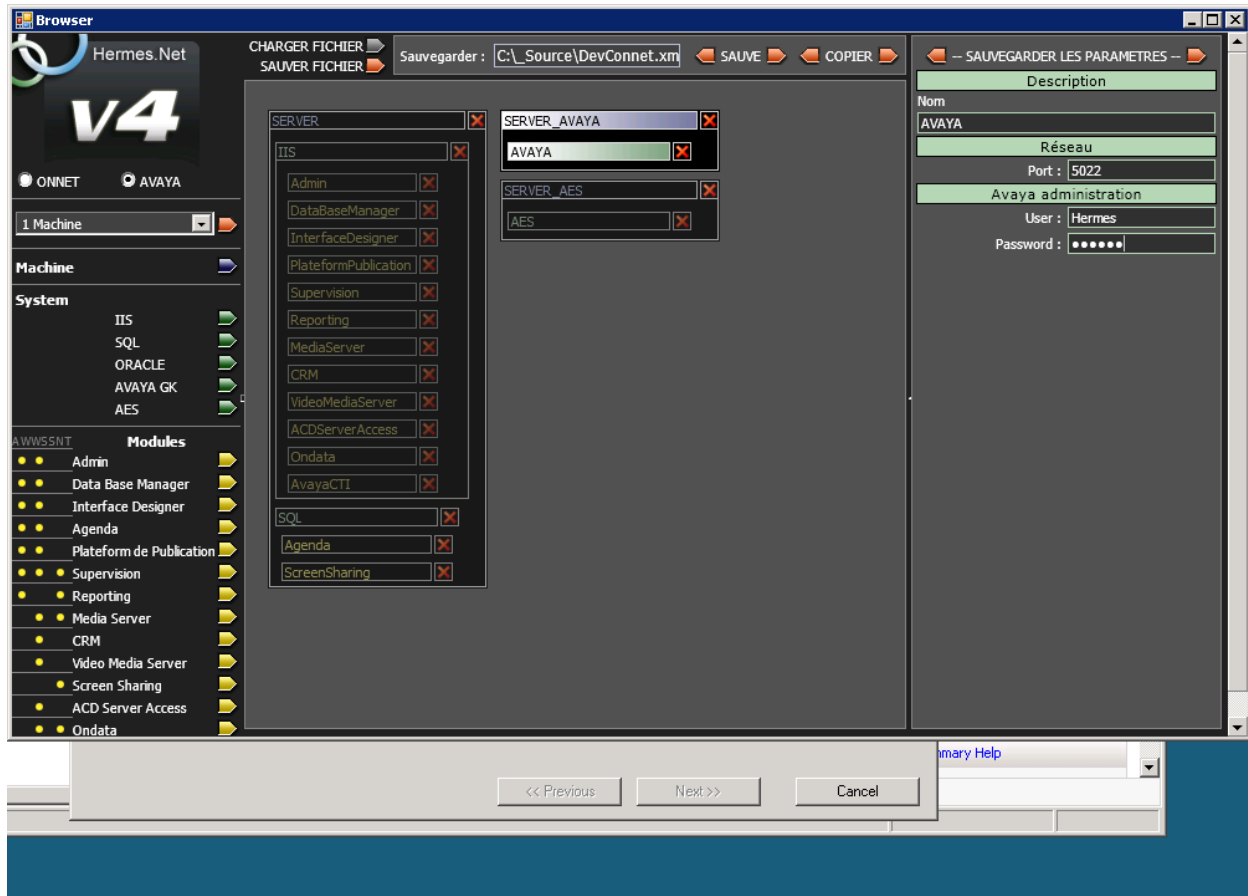 Browser
Hermes.Net
v4
ONNET
AVAYA
1 Machine
Machine
System
IIS
SQL
ORACLE
AVAYA GK
AES
AWWSSNT
Modules
Admin
Data Base Manager
Interface Designer
Agenda
Plateform de Publication
Supervision
Reporting
Media Server
CRM
Video Media Server
Screen Sharing
ACD Server Access
Ondata
CHARGER FICHIER
SAUVER FICHIER
Sauvegarder : C:\_Source\DevConnet.xm
SAUVE
COPIER
SERVER
IIS
Admin
DataBaseManager
InterfaceDesigner
PlateformPublication
Supervision
Reporting
MediaServer
CRM
VideoMediaServer
ACDServerAccess
Ondata
AvayaCTI
SQL
Agenda
ScreenSharing
SERVER_AVAYA
AVAYA
SERVER_AES
AES
-- SAUVEGARDER LES PARAMETRES --
Description
Nom
AVAYA
Réseau
Port : 5022
Avaya administration
User : Hermes
Password : ●●●●●●
Help
<< Previous
Next >>
Cancel